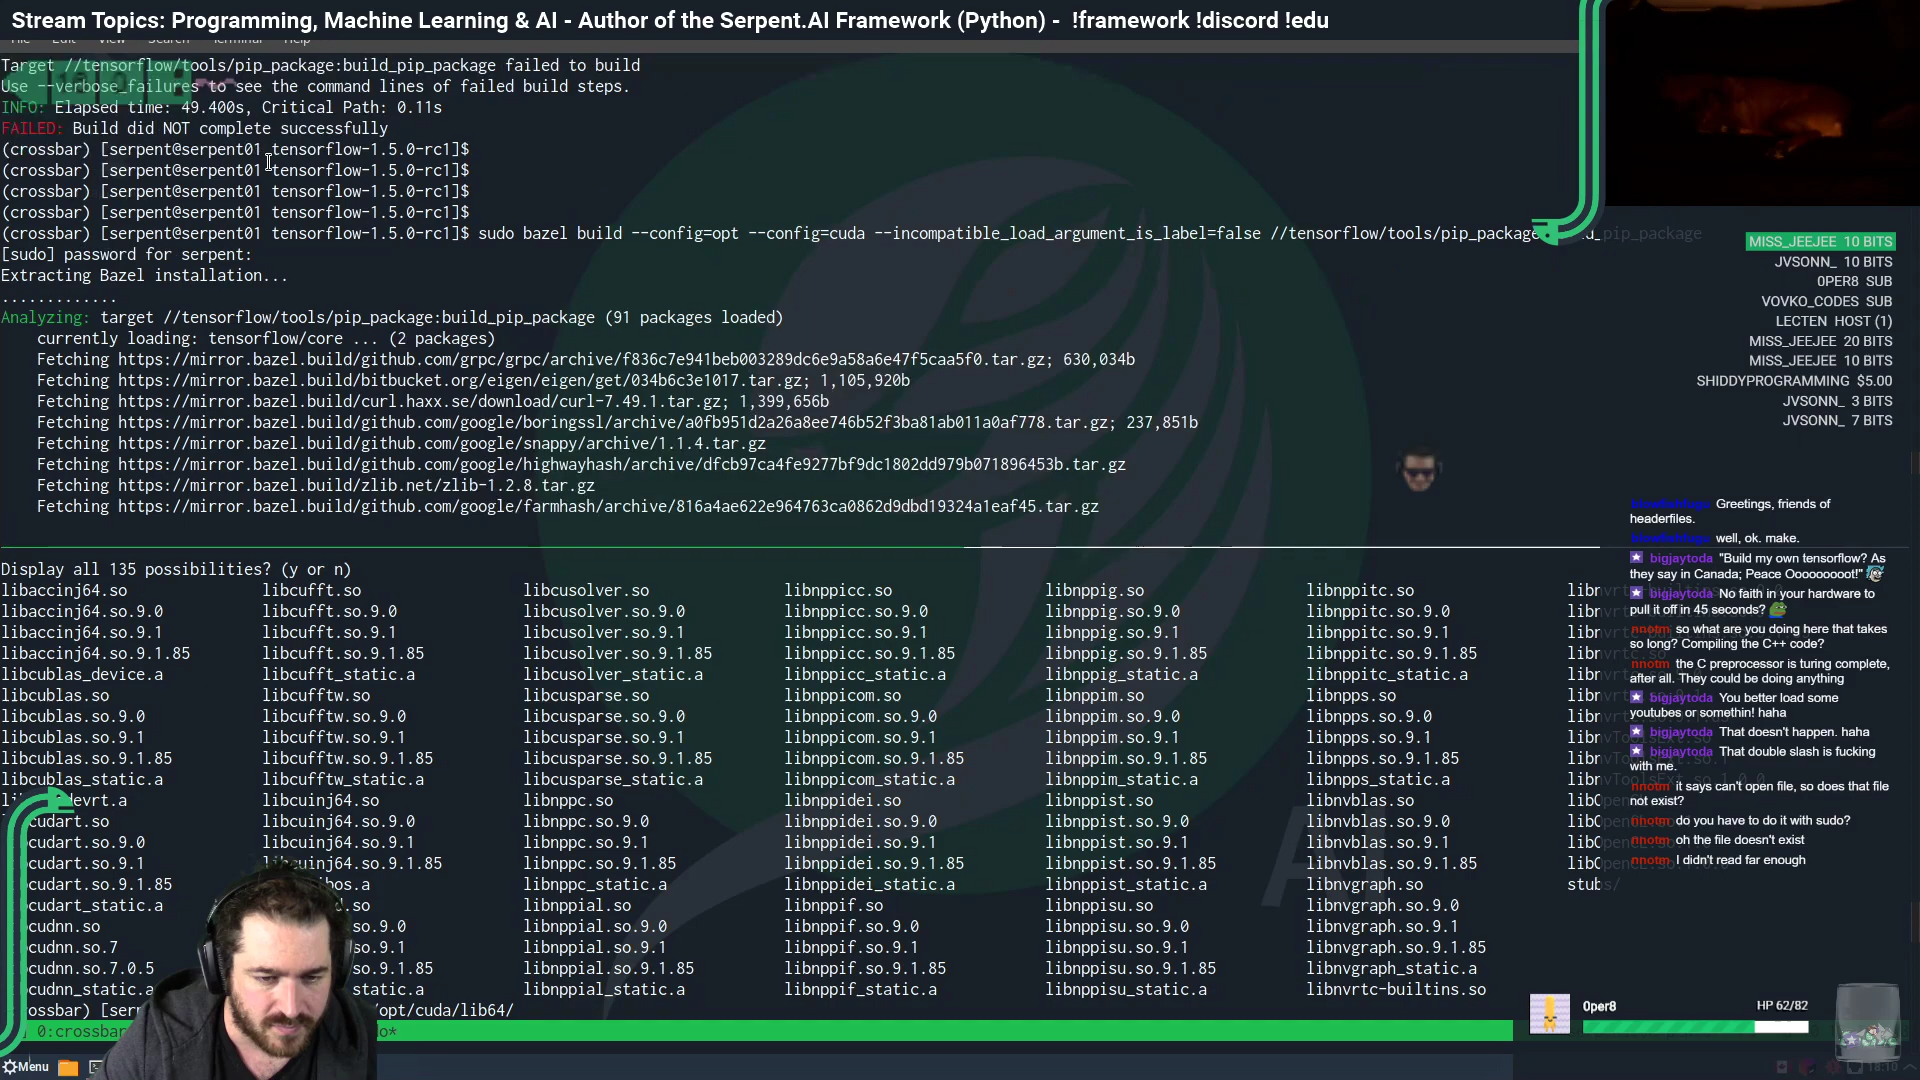 Stream Topics: Programming, Machine Learning & AI - Author of the Serpent.AI Framework (Python) - !framework !discord !edu
File Edit View Search Terminal Help
Target //tensorflow/tools/pip_package:build_pip_package failed to build
Use --verbose_failures to see the command lines of failed build steps.
INFO: Elapsed time: 49.400s, Critical Path: 0.11s
FAILED: Build did NOT complete successfully
(crossbar) [serpent@serpent01 tensorflow-1.5.0-rc1]$
(crossbar) [serpent@serpent01 tensorflow-1.5.0-rc1]$
(crossbar) [serpent@serpent01 tensorflow-1.5.0-rc1]$
(crossbar) [serpent@serpent01 tensorflow-1.5.0-rc1]$
(crossbar) [serpent@serpent01 tensorflow-1.5.0-rc1]$ sudo bazel build --config=opt --config=cuda --incompatible_load_argument_is_label=false //tensorflow/tools/pip_package
[sudo] password for serpent:
Extracting Bazel installation...
.............
Analyzing: target //tensorflow/tools/pip_package:build_pip_package (91 packages loaded)
currently loading: tensorflow/core ... (2 packages)
Fetching https://mirror.bazel.build/github.com/grpc/grpc/archive/f836c7e941beb003289dc6e9a58a6e47f5caa5f0.tar.gz; 630,034b
Fetching https://mirror.bazel.build/bitbucket.org/eigen/eigen/get/034b6c3e1017.tar.gz; 1,105,920b
Fetching https://mirror.bazel.build/curl.haxx.se/download/curl-7.49.1.tar.gz; 1,399,656b
Fetching https://mirror.bazel.build/github.com/google/boringssl/archive/a0fb951d2a26a8ee746b52f3ba81ab011a0af778.tar.gz; 237,851b
Fetching https://mirror.bazel.build/github.com/google/snappy/archive/1.1.4.tar.gz
Fetching https://mirror.bazel.build/github.com/google/highwayhash/archive/dfcb97ca4fe9277bf9dc1802dd979b071896453b.tar.gz
Fetching https://mirror.bazel.build/zlib.net/zlib-1.2.8.tar.gz
Fetching https://mirror.bazel.build/github.com/google/farmhash/archive/816a4ae622e964763ca0862d9dbd19324a1eaf45.tar.gz
Display all 135 possibilities? (y or n)
libaccinj64.so libcufft.so libcusolver.so libnppicc.so libnppig.so libnppitc.so
libaccinj64.so.9.0 libcufft.so.9.0 libcusolver.so.9.0 libnppicc.so.9.0 libnppig.so.9.0 libnppitc.so.9.0
libaccinj64.so.9.1 libcufft.so.9.1 libcusolver.so.9.1 libnppicc.so.9.1 libnppig.so.9.1 libnppitc.so.9.1
libaccinj64.so.9.1.85 libcufft.so.9.1.85 libcusolver.so.9.1.85 libnppicc.so.9.1.85 libnppig.so.9.1.85 libnppitc.so.9.1.85
libcublas_device.a libcufft_static.a libcusolver_static.a libnppicc_static.a libnppig_static.a libnppitc_static.a
libcublas.so libcufftw.so libcusparse.so libnppicom.so libnppim.so libnpps.so
libcublas.so.9.0 libcufftw.so.9.0 libcusparse.so.9.0 libnppicom.so.9.0 libnppim.so.9.0 libnpps.so.9.0
libcublas.so.9.1 libcufftw.so.9.1 libcusparse.so.9.1 libnppicom.so.9.1 libnppim.so.9.1 libnpps.so.9.1
libcublas.so.9.1.85 libcufftw.so.9.1.85 libcusparse.so.9.1.85 libnppicom.so.9.1.85 libnppim.so.9.1.85 libnpps.so.9.1.85
libcublas_static.a libcufftw_static.a libcusparse_static.a libnppicom_static.a libnppim_static.a libnpps_static.a
devrt.a libcuinj64.so libnppc.so libnppidei.so libnppist.so libnvblas.so
cudart.so libcuinj64.so.9.0 libnppc.so.9.0 libnppidei.so.9.0 libnppist.so.9.0 libnvblas.so.9.0
cudart.so.9.0 libcuinj64.so.9.1 libnppc.so.9.1 libnppidei.so.9.1 libnppist.so.9.1 libnvblas.so.9.1
cudart.so.9.1 libcuinj64.so.9.1.85 libnppc.so.9.1.85 libnppidei.so.9.1.85 libnppist.so.9.1.85 libnvblas.so.9.1.85
cudart.so.9.1.85 libnppc_static.a libnppidei_static.a libnppist_static.a libnvgraph.so stubs/
cudart_static.a libnppial.so libnppif.so libnppisu.so libnvgraph.so.9.0
cudnn.so libnppial.so.9.0 libnppif.so.9.0 libnppisu.so.9.0 libnvgraph.so.9.1
cudnn.so.7 libnppial.so.9.1 libnppif.so.9.1 libnppisu.so.9.1 libnvgraph.so.9.1.85
cudnn.so.7.0.5 libnppial.so.9.1.85 libnppif.so.9.1.85 libnppisu.so.9.1.85 libnvgraph_static.a
cudnn_static.a libnppial_static.a libnppif_static.a libnppisu_static.a libnvrtc-builtins.so
/opt/cuda/lib64/
0:crossbar
Menu
MISS_JEEJEE 10 BITS
JVSONN_ 10 BITS
0PER8 SUB
VOVKO_CODES SUB
LECTEN HOST (1)
MISS_JEEJEE 20 BITS
MISS_JEEJEE 10 BITS
SHIDDYPROGRAMMING $5.00
JVSONN_ 3 BITS
JVSONN_ 7 BITS
Greetings, friends of
headerfiles.
well, ok. make.
bigjaytoda "Build my own tensorflow? As
they say in Canada; Peace Ooooooooot!"
bigjaytoda No faith in your hardware to
pull it off in 45 seconds?
nnotm so what are you doing here that takes
so long? Compiling the C++ code?
nnotm the C preprocessor is turing complete,
after all. They could be doing anything
bigjaytoda You better load some
youtubes or somethin! haha
bigjaytoda That doesn't happen. haha
bigjaytoda That double slash is fucking
with me.
nnotm it says can't open file, so does that file
not exist?
nnotm do you have to do it with sudo?
nnotm oh the file doesn't exist
nnotm I didn't read far enough
0per8
HP 62/82
18:10